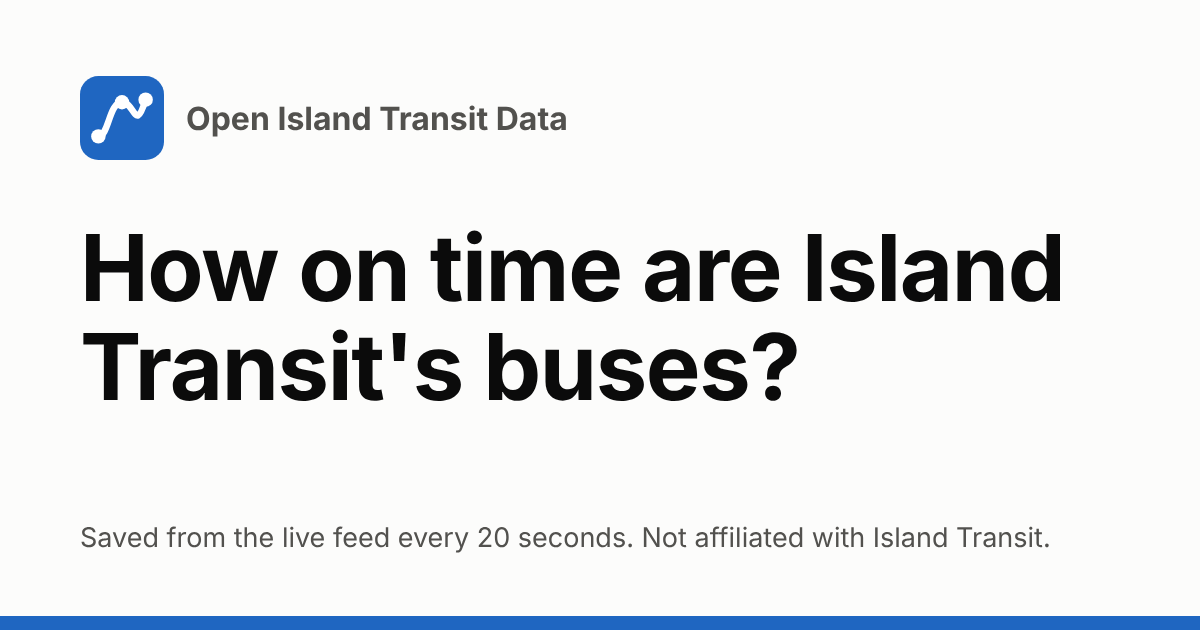 Open Island Transit Data
How on time are Island
Transit's buses?
Saved from the live feed every 20 seconds. Not affiliated with Island Transit.